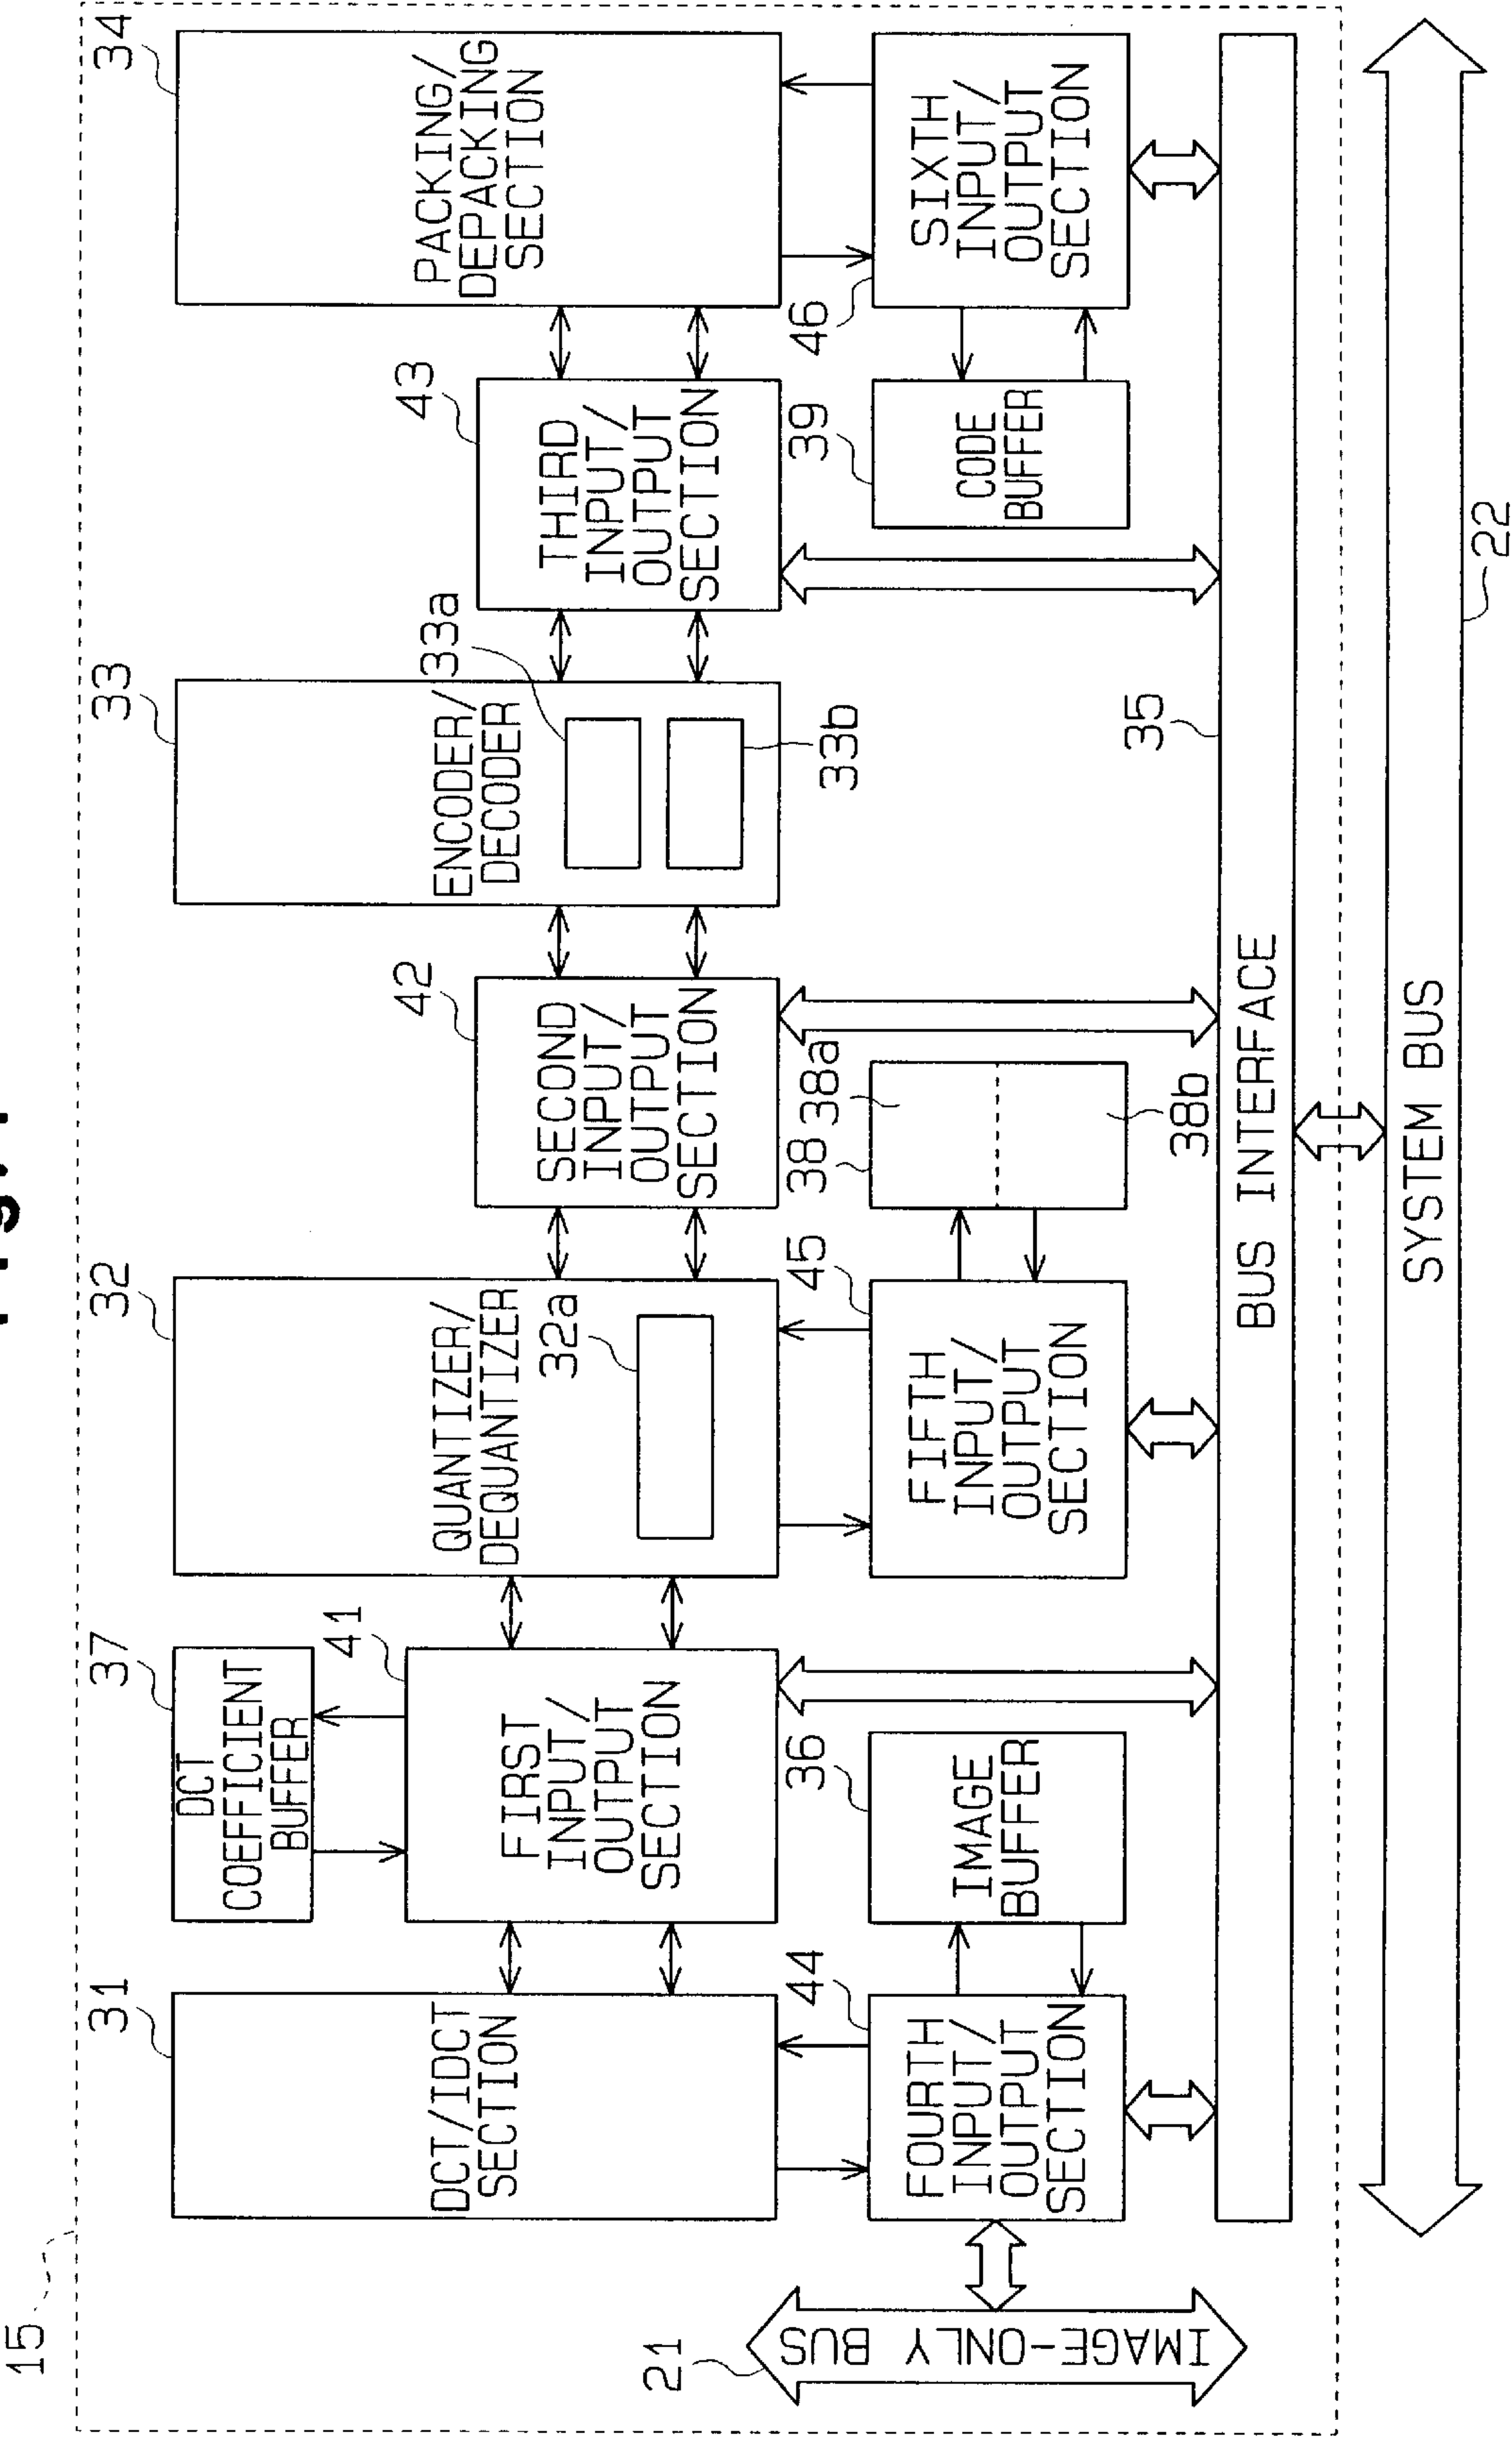 15
31
DCT/IDCT
SECTION
37
DCT
COEFFICIENT
BUFFER
41
FIRST
INPUT/
OUTPUT
SECTION
32
QUANTIZER/
DEQUANTIZER
32a
42
SECOND
INPUT/
OUTPUT
SECTION
33
ENCODER/
DECODER
33a
33b
43
THIRD
INPUT/
OUTPUT
SECTION
34
PACKING/
DEPACKING
SECTION
21
IMAGE-ONLY BUS
44
FOURTH
INPUT/
OUTPUT
SECTION
36
IMAGE
BUFFER
45
FIFTH
INPUT/
OUTPUT
SECTION
38
38a
38b
39
CODE
BUFFER
46
SIXTH
INPUT/
OUTPUT
SECTION
35
BUS INTERFACE
SYSTEM BUS
22